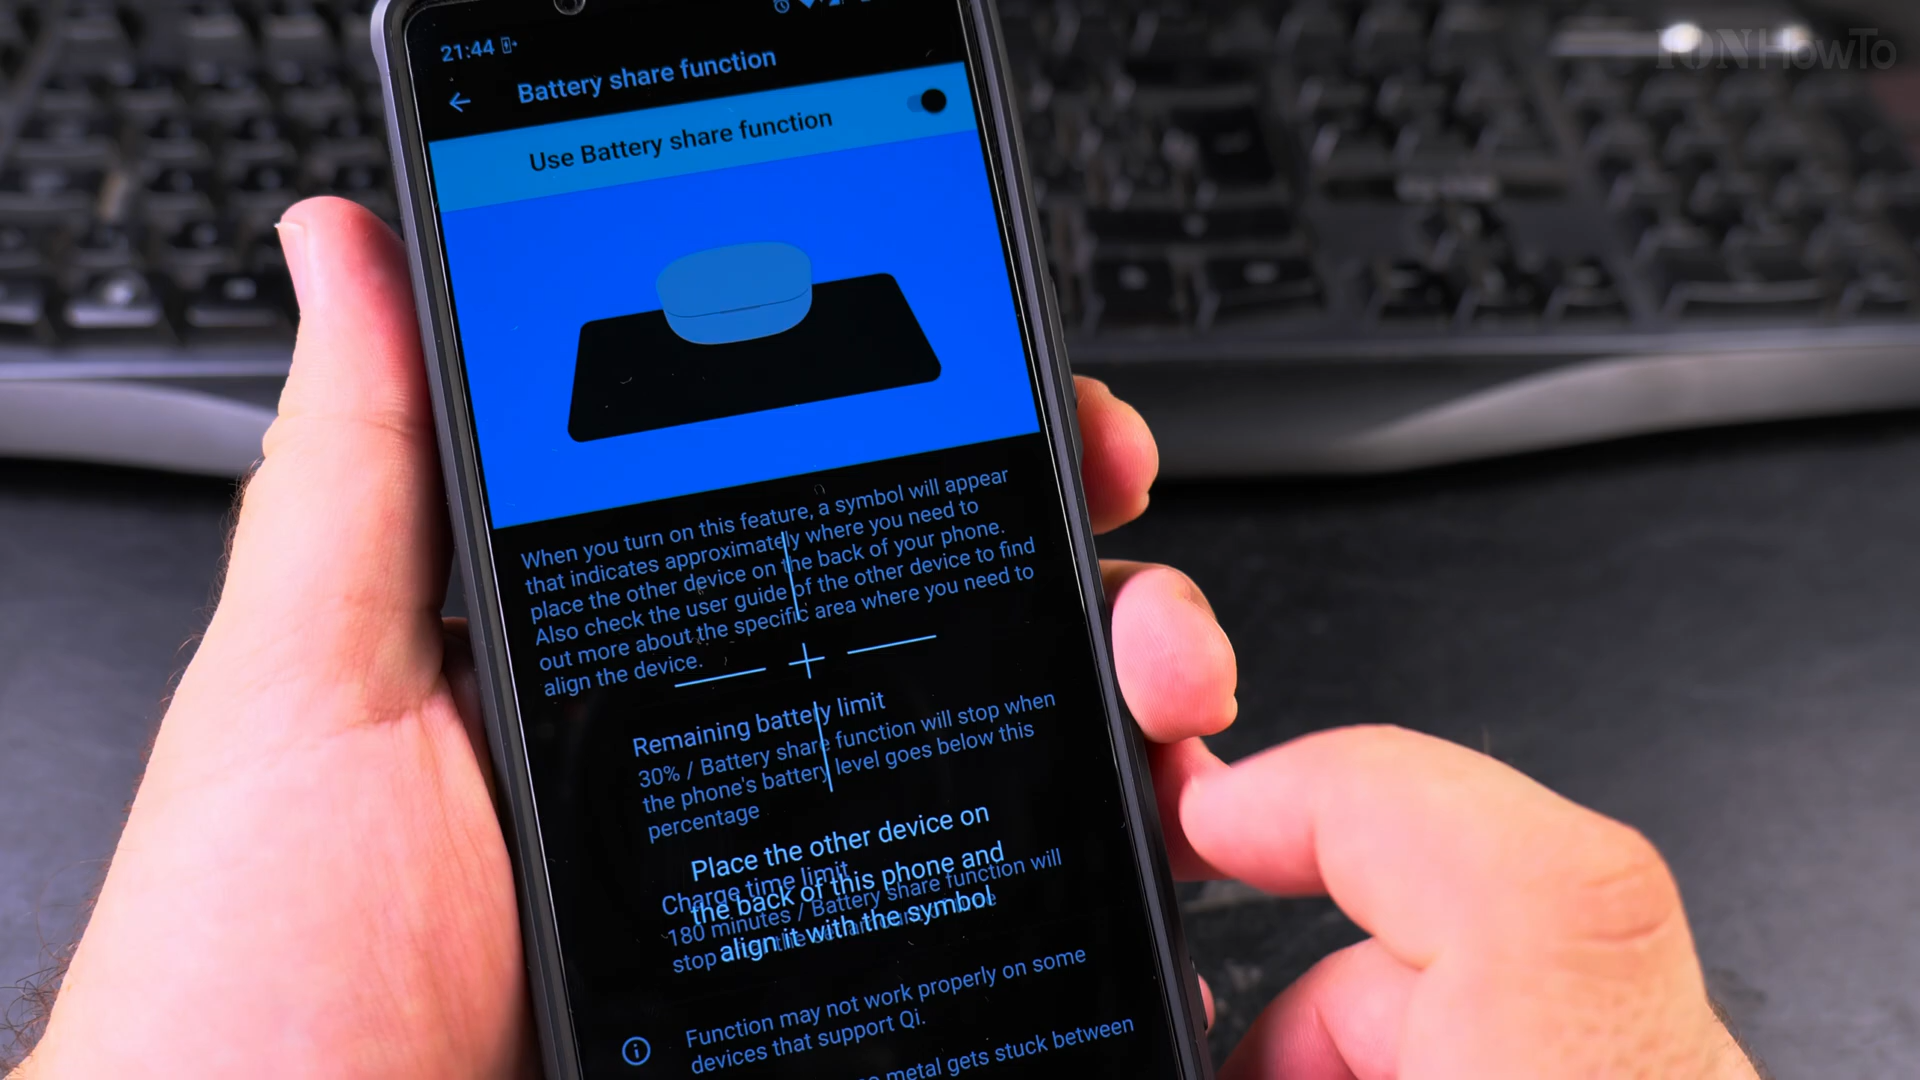 IONHowTo
21:44
Battery share function
Use Battery share function
When you turn on this feature, a symbol will appear
that indicates approximately where you need to
place the other device on the back of your phone.
Also check the user guide of the other device to find
out more about the specific area where you need to
align the device.
Remaining battery limit
30% / Battery share function will stop when
the phone's battery level goes below this
percentage
Place the other device on
the back of this phone and
align it with the symbol
Charge time limit
180 minutes / Battery share function will
stop
Function may not work properly on some
devices that support Qi.
metal gets stuck between